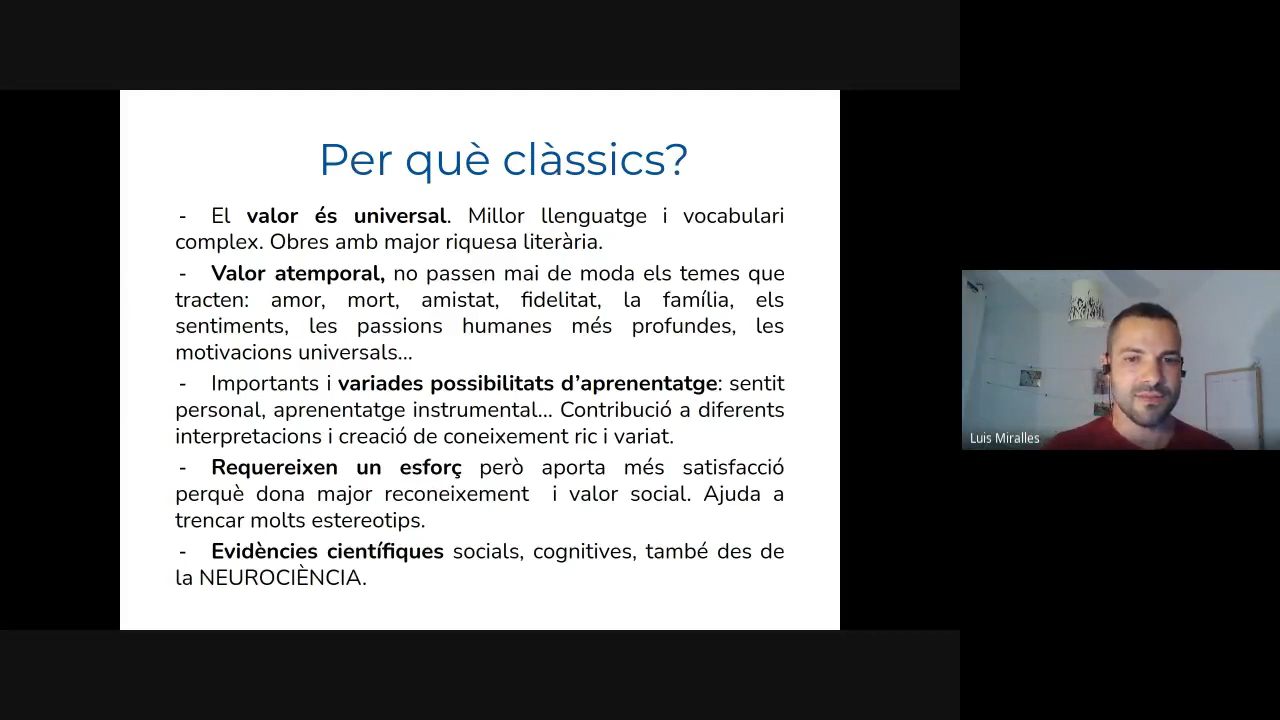 Per què clàssics?
- El valor és universal. Millor llenguatge i vocabulari
complex. Obres amb major riquesa literària.
- Valor atemporal, no passen mai de moda els temes que
tracten: amor, mort, amistat, fidelitat, la família, els
sentiments, les passions humanes més profundes, les
motivacions universals...
- Importants i variades possibilitats d’aprenentatge: sentit
personal, aprenentatge instrumental... Contribució a diferents
interpretacions i creació de coneixement ric i variat.
- Requereixen un esforç però aporta més satisfacció
perquè dona major reconeixement i valor social. Ajuda a
trencar molts estereotips.
- Evidències científiques socials, cognitives, també des de
la NEUROCIÈNCIA.
Luis Miralles